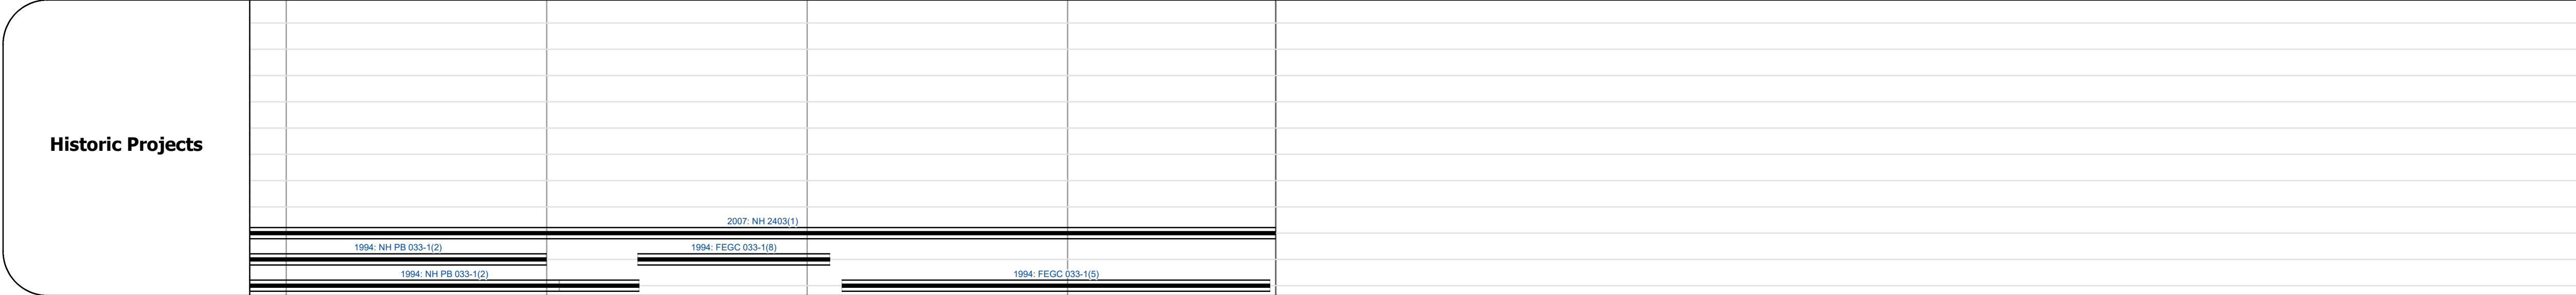 Historic Projects
2007: NH 2403(1)
1994: NH PB 033-1(2)
1994: FEGC 033-1(8)
1994: NH PB 033-1(2)
1994: FEGC 033-1(5)